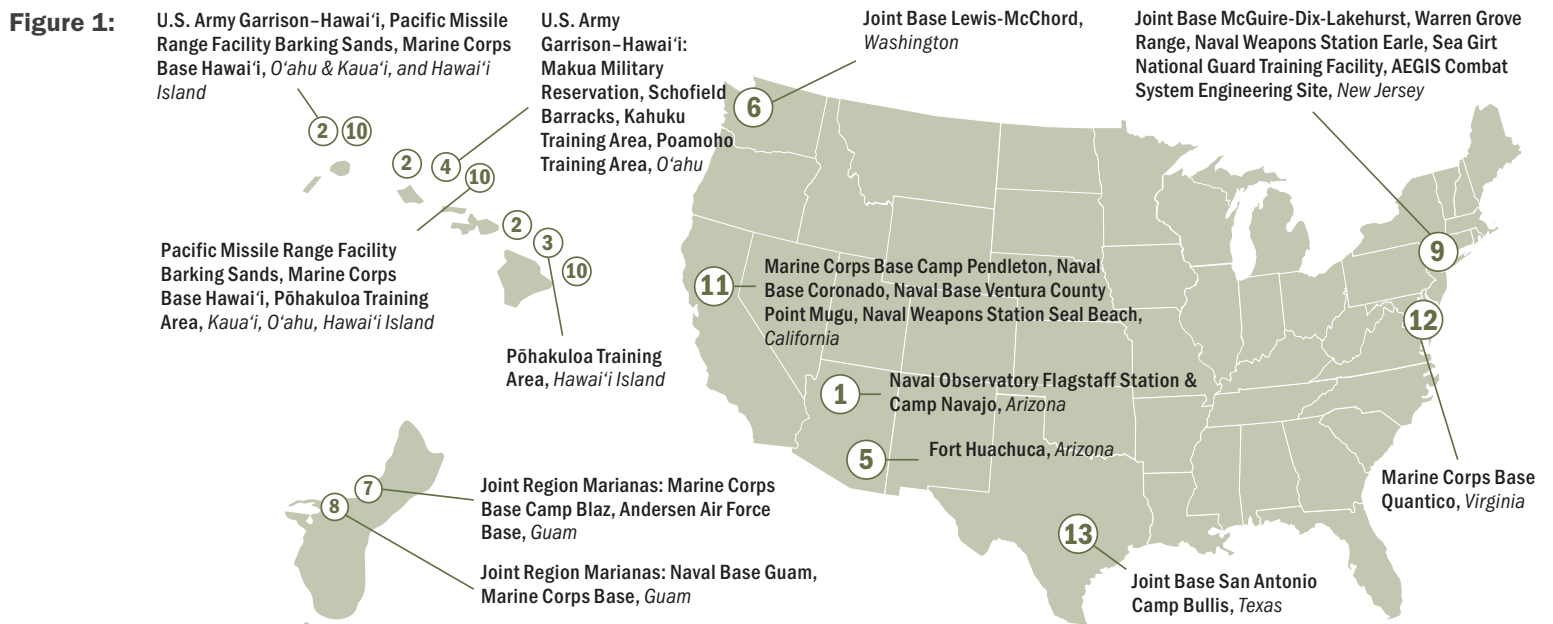 Figure 1:
U.S. Army Garrison–Hawai‘i, Pacific Missile
Range Facility Barking Sands, Marine Corps
Base Hawai‘i, O‘ahu & Kaua‘i, and Hawai‘i
Island
2
10
U.S. Army
Garrison–Hawai‘i:
Makua Military
Reservation, Schofield
Barracks, Kahuku
Training Area, Poamoho
Training Area, O‘ahu
2
4
10
2
3
10
Pacific Missile Range Facility
Barking Sands, Marine Corps
Base Hawai‘i, Pōhakuloa Training
Area, Kaua‘i, O‘ahu, Hawai‘i Island
Pōhakuloa Training
Area, Hawai‘i Island
Joint Base Lewis-McChord,
Washington
6
Joint Base McGuire-Dix-Lakehurst, Warren Grove
Range, Naval Weapons Station Earle, Sea Girt
National Guard Training Facility, AEGIS Combat
System Engineering Site, New Jersey
9
11
Marine Corps Base Camp Pendleton, Naval
Base Coronado, Naval Base Ventura County
Point Mugu, Naval Weapons Station Seal Beach,
California
12
Marine Corps Base
Quantico, Virginia
1
Naval Observatory Flagstaff Station &
Camp Navajo, Arizona
5
Fort Huachuca, Arizona
13
Joint Base San Antonio
Camp Bullis, Texas
7
Joint Region Marianas: Marine Corps
Base Camp Blaz, Andersen Air Force
Base, Guam
8
Joint Region Marianas: Naval Base Guam,
Marine Corps Base, Guam